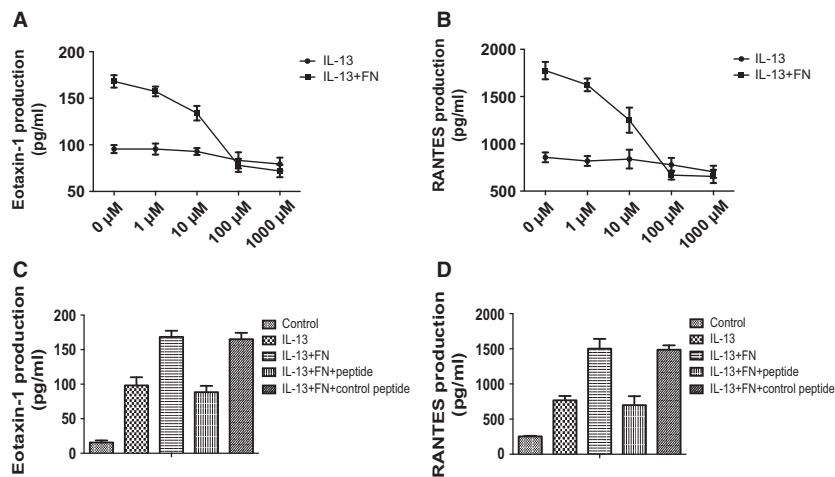 A
Eotaxin-1 production
(pg/ml)
200
150
100
50
0 µM
1 µM
10 µM
100 µM
1000 µM
IL-13
IL-13+FN
B
RANTES production
(pg/ml)
2000
1500
1000
500
0 µM
1 µM
10 µM
100 µM
1000 µM
IL-13
IL-13+FN
C
Eotaxin-1 production
(pg/ml)
200
150
100
50
0
Control
IL-13
IL-13+FN
IL-13+FN+peptide
IL-13+FN+control peptide
D
RANTES production
(pg/ml)
2000
1500
1000
500
0
Control
IL-13
IL-13+FN
IL-13+FN+peptide
IL-13+FN+control peptide